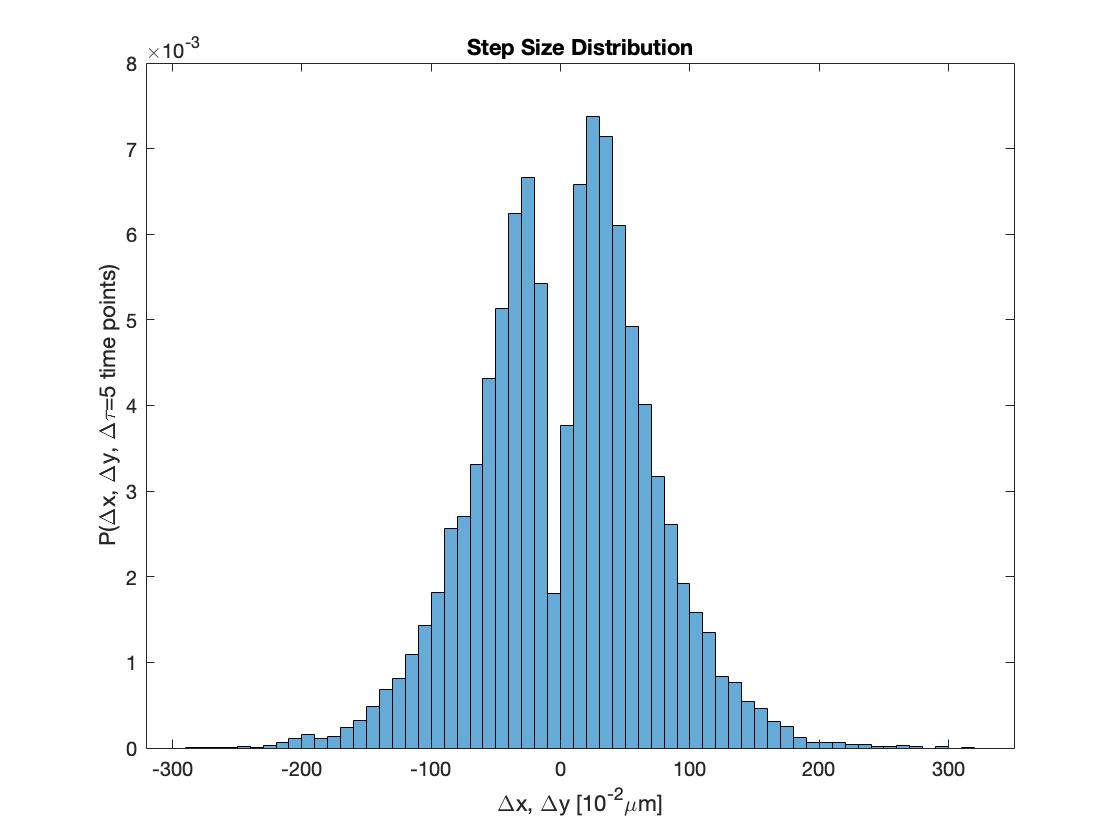 Step Size Distribution
×10-3
8
7
6
5
4
3
2
1
0
P(Δx, Δy, Δτ=5 time points)
-300 -200 -100 0 100 200 300
Δx, Δy [10-2μm]